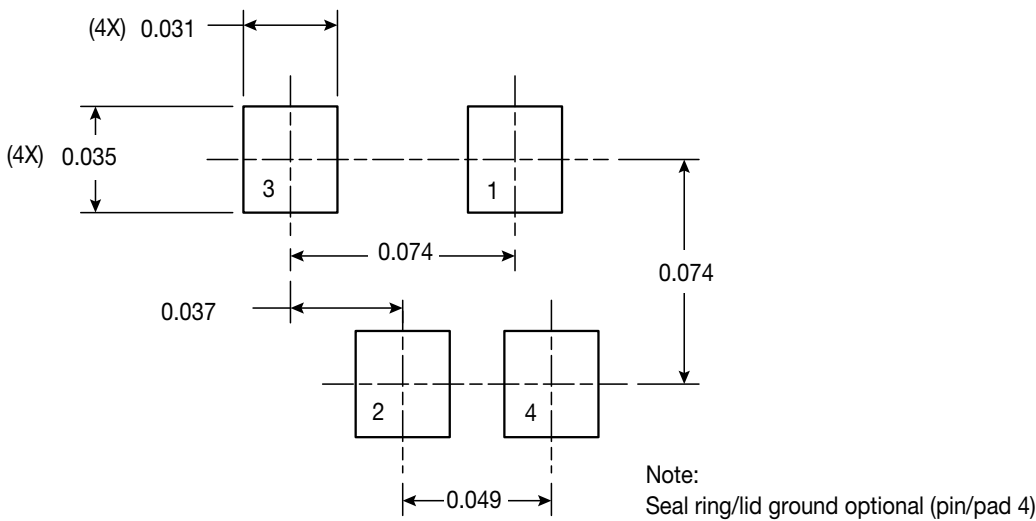 (4X) 0.031
(4X) 0.035
3
1
0.074
0.074
0.037
2
4
0.049
Note:
Seal ring/lid ground optional (pin/pad 4)